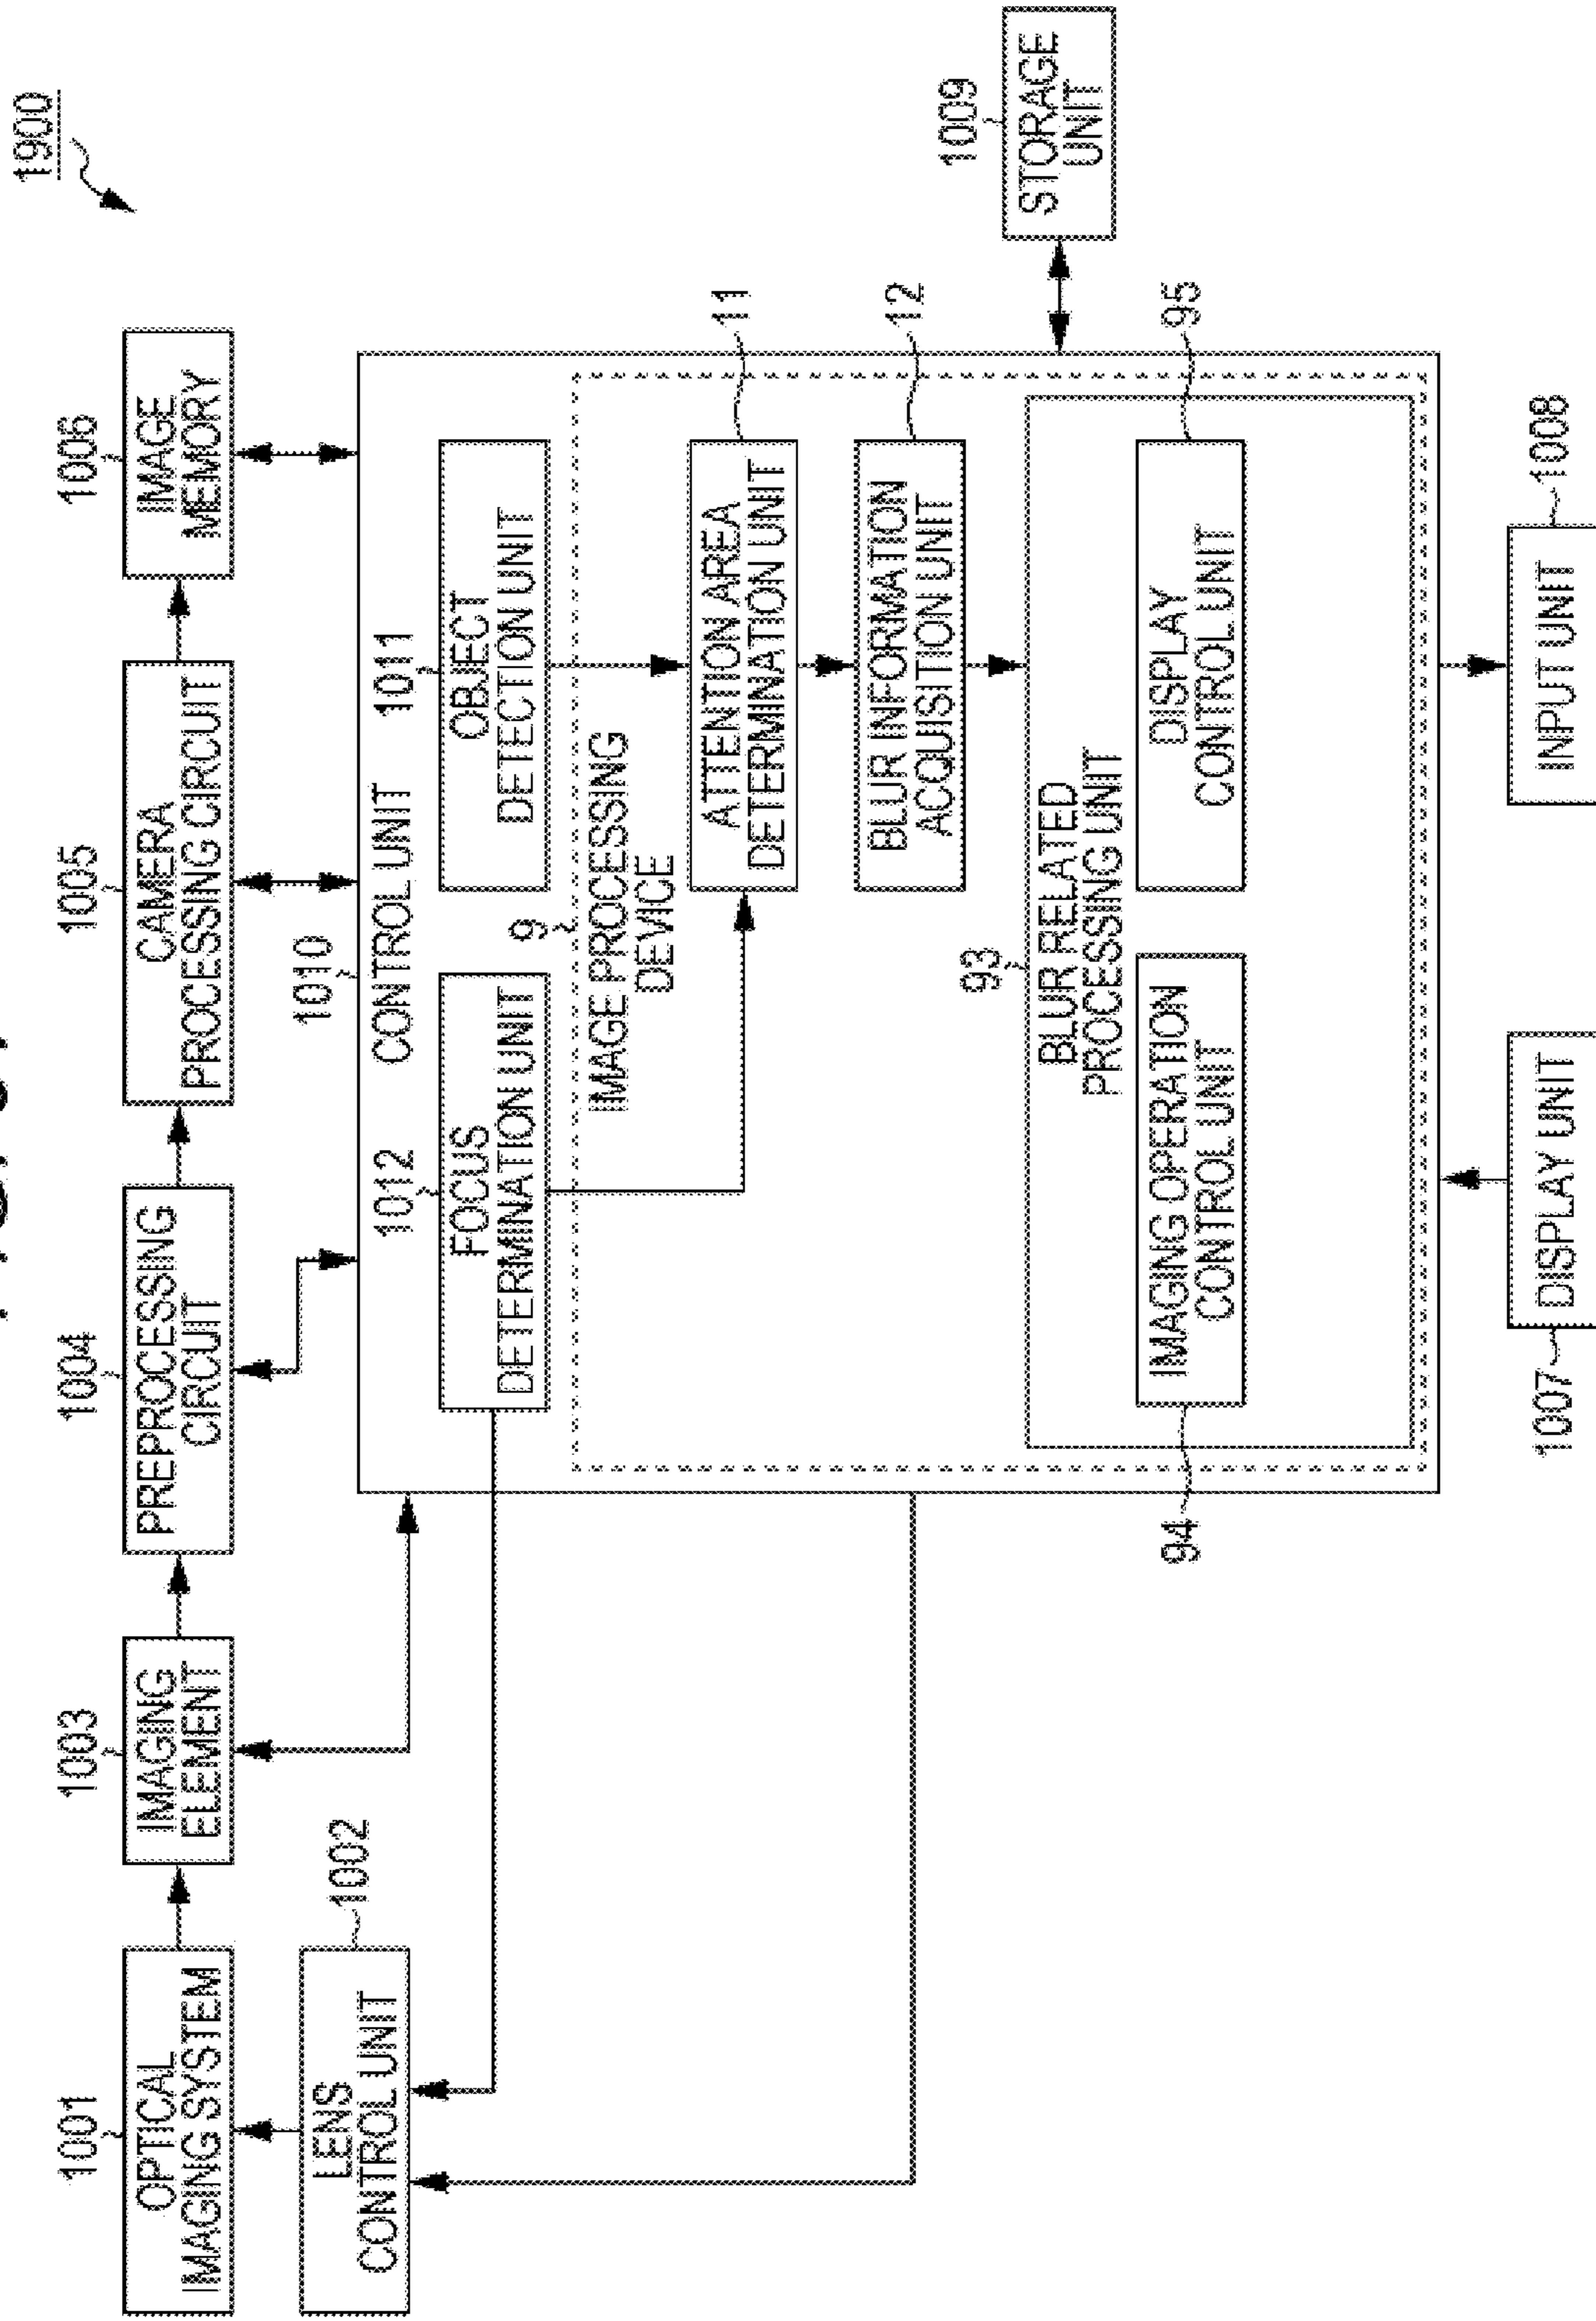 1900
1001
OPTICAL
IMAGING SYSTEM
1003
IMAGING
ELEMENT
1004
PREPROCESSING
CIRCUIT
1005
CAMERA
PROCESSING CIRCUIT
1006
IMAGE
MEMORY
LENS
CONTROL UNIT
1002
1010
CONTROL UNIT
1012
FOCUS
DETERMINATION UNIT
1011
OBJECT
DETECTION UNIT
9
IMAGE PROCESSING
DEVICE
ATTENTION AREA
DETERMINATION UNIT
11
BLUR INFORMATION
ACQUISITION UNIT
12
93
BLUR RELATED
PROCESSING UNIT
94
IMAGING OPERATION
CONTROL UNIT
DISPLAY
CONTROL UNIT
95
1009
STORAGE
UNIT
1007
DISPLAY UNIT
INPUT UNIT
1008